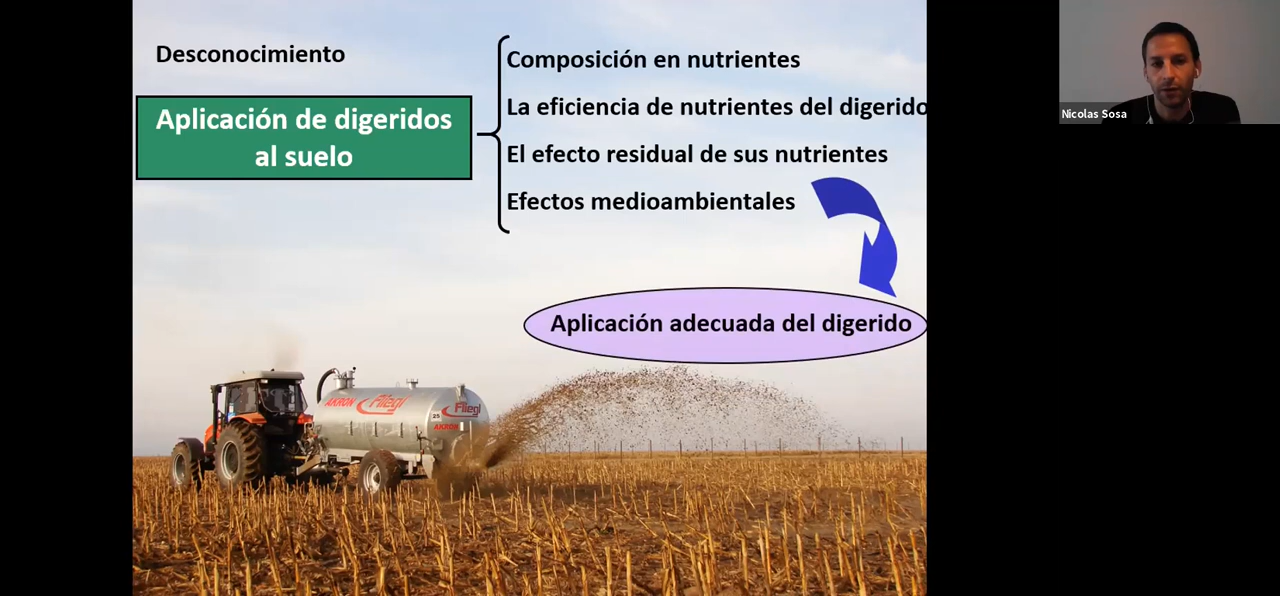 Desconocimiento
Aplicación de digeridos
al suelo
Composición en nutrientes
La eficiencia de nutrientes del digerido
El efecto residual de sus nutrientes
Efectos medioambientales
Aplicación adecuada del digerido
Nicolas Sosa
AKRON Fliegl
Fliegl
25
AKRON